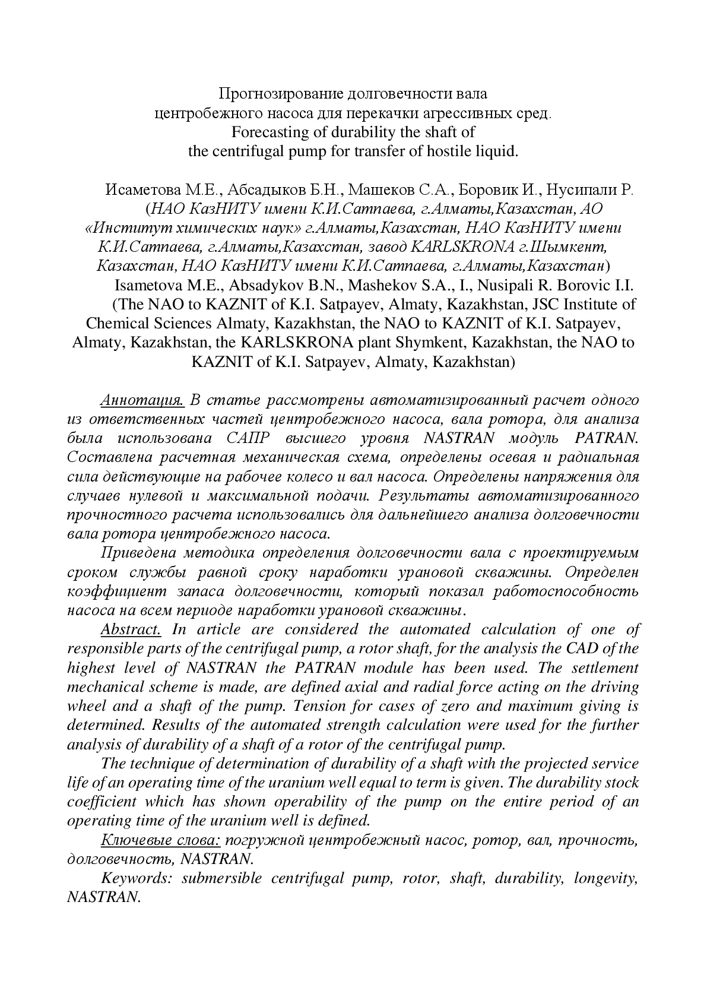 Прогнозирование долговечности вала
центробежного насоса для перекачки агрессивных сред.
Forecasting of durability the shaft of
the centrifugal pump for transfer of hostile liquid.
Исаметова М.Е., Абсадыков Б.Н., Машеков С.А., Боровик И., Нусипали Р.
(НАО КазНИТУ имени К.И.Сатпаева, г.Алматы,Казахстан, АО
«Институт химических наук» г.Алматы,Казахстан, НАО КазНИТУ имени
К.И.Сатпаева, г.Алматы,Казахстан, завод KARLSKRONA г.Шымкент,
Казахстан, НАО КазНИТУ имени К.И.Сатпаева, г.Алматы,Казахстан)
Isametova M.E., Absadykov B.N., Mashekov S.A., I., Nusipali R. Borovic I.I.
(The NAO to KAZNIT of K.I. Satpayev, Almaty, Kazakhstan, JSC Institute of
Chemical Sciences Almaty, Kazakhstan, the NAO to KAZNIT of K.I. Satpayev,
Almaty, Kazakhstan, the KARLSKRONA plant Shymkent, Kazakhstan, the NAO to
KAZNIT of K.I. Satpayev, Almaty, Kazakhstan)
Аннотация. В статье рассмотрены автоматизированный расчет одного
из ответственных частей центробежного насоса, вала ротора, для анализа
была использована САПР высшего уровня NASTRAN модуль PATRAN.
Составлена расчетная механическая схема, определены осевая и радиальная
сила действующие на рабочее колесо и вал насоса. Определены напряжения для
случаев нулевой и максимальной подачи. Результаты автоматизированного
прочностного расчета использовались для дальнейшего анализа долговечности
вала ротора центробежного насоса.
Приведена методика определения долговечности вала с проектируемым
сроком службы равной сроку наработки урановой скважины. Определен
коэффициент запаса долговечности, который показал работоспособность
насоса на всем периоде наработки урановой скважины.
Abstract. In article are considered the automated calculation of one of
responsible parts of the centrifugal pump, a rotor shaft, for the analysis the CAD of the
highest level of NASTRAN the PATRAN module has been used. The settlement
mechanical scheme is made, are defined axial and radial force acting on the driving
wheel and a shaft of the pump. Tension for cases of zero and maximum giving is
determined. Results of the automated strength calculation were used for the further
analysis of durability of a shaft of a rotor of the centrifugal pump.
The technique of determination of durability of a shaft with the projected service
life of an operating time of the uranium well equal to term is given. The durability stock
coefficient which has shown operability of the pump on the entire period of an
operating time of the uranium well is defined.
Ключевые слова: погружной центробежный насос, ротор, вал, прочность,
долговечность, NASTRAN.
Keywords: submersible centrifugal pump, rotor, shaft, durability, longevity,
NASTRAN.